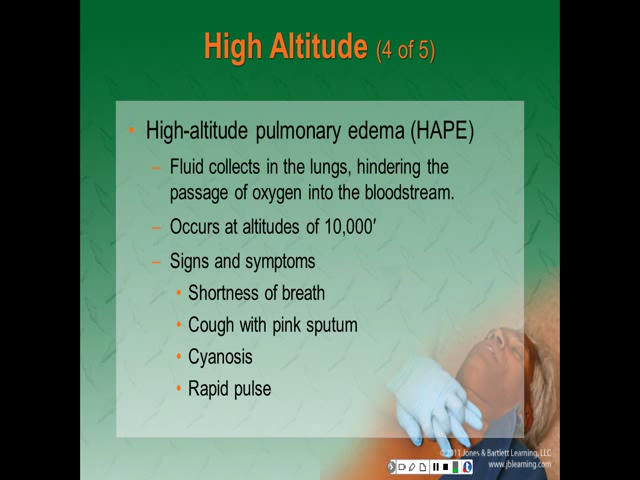 High Altitude (4 of 5)
• High-altitude pulmonary edema (HAPE)
– Fluid collects in the lungs, hindering the
passage of oxygen into the bloodstream.
– Occurs at altitudes of 10,000′
– Signs and symptoms
• Shortness of breath
• Cough with pink sputum
• Cyanosis
• Rapid pulse
© 2011 Jones & Bartlett Learning, LLC
www.jblearning.com